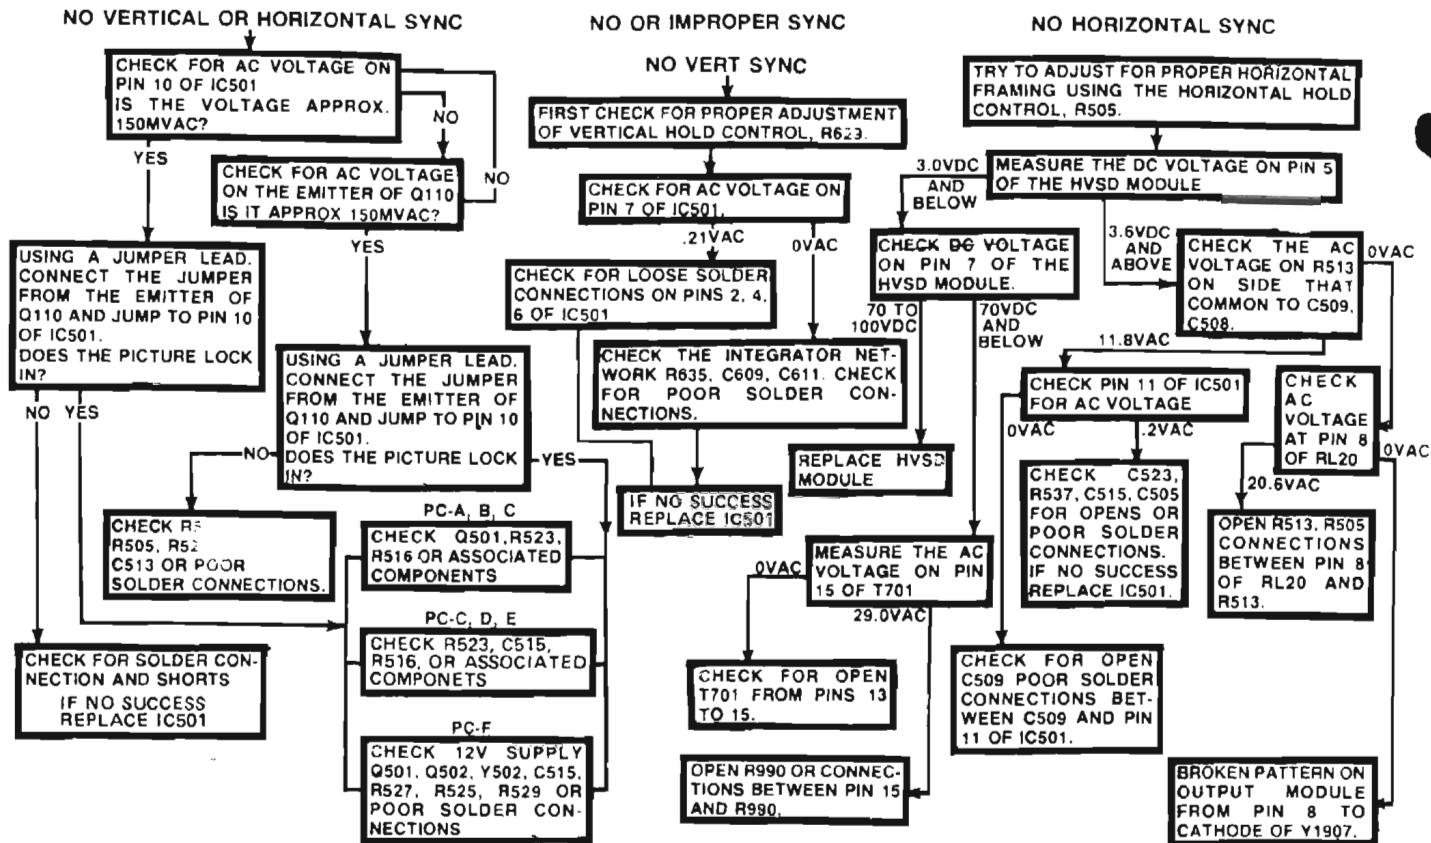 NO VERTICAL OR HORIZONTAL SYNC
CHECK FOR AC VOLTAGE ON
PIN 10 OF IC501
IS THE VOLTAGE APPROX.
150MVAC?
NO
YES
CHECK FOR AC VOLTAGE
ON THE EMITTER OF Q110
IS IT APPROX 150MVAC?
NO
YES
USING A JUMPER LEAD.
CONNECT THE JUMPER
FROM THE EMITTER OF
Q110 AND JUMP TO PIN 10
OF IC501.
DOES THE PICTURE LOCK
IN?
NO YES
USING A JUMPER LEAD.
CONNECT THE JUMPER
FROM THE EMITTER OF
Q110 AND JUMP TO PIN 10
OF IC501.
DOES THE PICTURE LOCK
IN?
NO
YES
CHECK
R505,
C513 OR POOR
SOLDER CONNECTIONS.
CHECK FOR SOLDER CON-
NECTION AND SHORTS
IF NO SUCCESS
REPLACE IC501
PC-A, B, C
CHECK Q501, R523,
R516 OR ASSOCIATED
COMPONENTS
PC-C, D, E
CHECK R523, C515,
R516, OR ASSOCIATED
COMPONETS
PC-F
CHECK 12V SUPPLY
Q501, Q502, Y502, C515,
R527, R525, R529 OR
POOR SOLDER CON-
NECTIONS
NO OR IMPROPER SYNC
NO VERT SYNC
FIRST CHECK FOR PROPER ADJUSTMENT
OF VERTICAL HOLD CONTROL, R623.
CHECK FOR AC VOLTAGE ON
PIN 7 OF IC501.
.21VAC
0VAC
CHECK FOR LOOSE SOLDER
CONNECTIONS ON PINS 2, 4,
6 OF IC501
CHECK THE INTEGRATOR NET-
WORK R635, C609, C611. CHECK
FOR POOR SOLDER CON-
NECTIONS.
IF NO SUCCESS
REPLACE IC501
NO HORIZONTAL SYNC
TRY TO ADJUST FOR PROPER HORIZONTAL
FRAMING USING THE HORIZONTAL HOLD
CONTROL, R505.
MEASURE THE DC VOLTAGE ON PIN 5
OF THE HVSD MODULE
3.0VDC
AND
BELOW
3.6VDC
AND
ABOVE
CHECK DC VOLTAGE
ON PIN 7 OF THE
HVSD MODULE.
70 TO
100VDC
70VDC
AND
BELOW
REPLACE HVSD
MODULE
MEASURE THE AC
VOLTAGE ON PIN
15 OF T701
0VAC
29.0VAC
CHECK FOR OPEN
T701 FROM PINS 13
TO 15.
OPEN R990 OR CONNEC-
TIONS BETWEEN PIN 15
AND R990,
CHECK THE AC
VOLTAGE ON R513
ON SIDE THAT
COMMON TO C509,
C508.
0VAC
11.8VAC
CHECK PIN 11 OF IC501
FOR AC VOLTAGE
0VAC
.2VAC
CHECK C523,
R537, C515, C505
FOR OPENS OR
POOR SOLDER
CONNECTIONS.
IF NO SUCCESS
REPLACE IC501.
CHECK FOR OPEN
C509 POOR SOLDER
CONNECTIONS BET-
WEEN C509 AND PIN
11 OF IC501.
CHECK
AC
VOLTAGE
AT PIN 8
OF RL20
0VAC
20.6VAC
OPEN R513, R505
CONNECTIONS
BETWEEN PIN 8
OF RL20 AND
R513.
BROKEN PATTERN ON
OUTPUT MODULE
FROM PIN 8 TO
CATHODE OF Y1907.